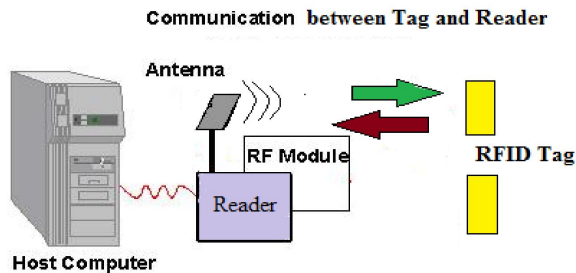 Communication between Tag and Reader
Antenna
RF Module
RFID Tag
Reader
Host Computer